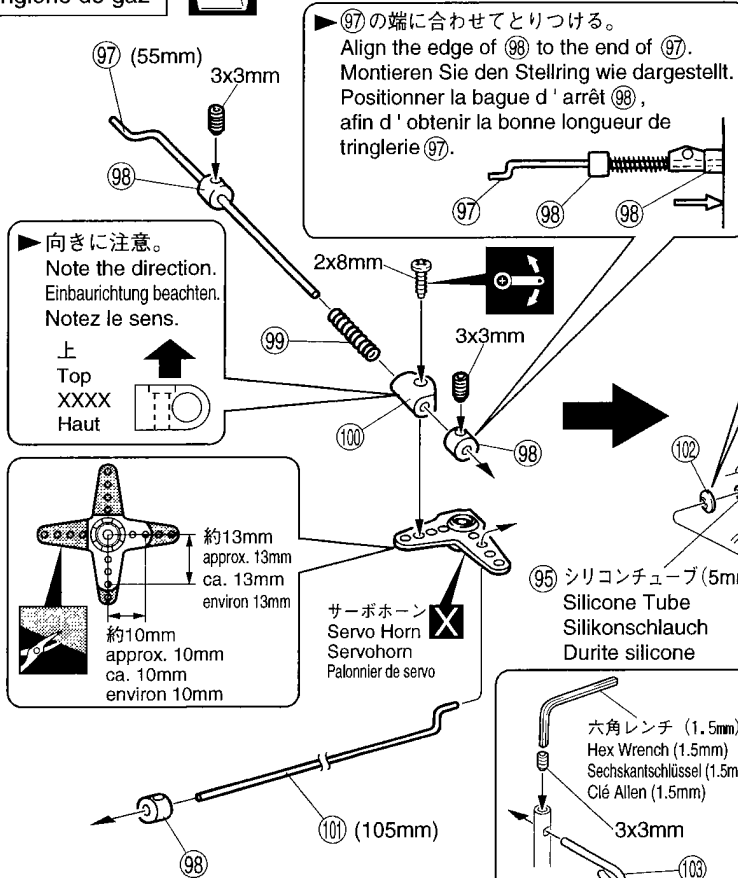 de gaz
▶ 97の端に合わせてとりつける。
Align the edge of 98 to the end of 97.
Montieren Sie den Stellring wie dargestellt.
Positionner la bague d ' arrêt 98 ,
afin d ' obtenir la bonne longueur de
tringlerie 97.
97
98
98
97 (55mm)
3x3mm
98
▶ 向きに注意。
Note the direction.
Einbaurichtung beachten.
Notez le sens.
上
Top
XXXX
Haut
2x8mm
99
3x3mm
100
98
102
約13mm
approx. 13mm
ca. 13mm
environ 13mm
約10mm
approx. 10mm
ca. 10mm
environ 10mm
サーボホーン
Servo Horn
Servohorn
Palonnier de servo
X
95 シリコンチューブ(5mm
Silicone Tube
Silikonschlauch
Durite silicone
六角レンチ (1.5mm)
Hex Wrench (1.5mm)
Sechskantschlüssel (1.5m
Clé Allen (1.5mm)
3x3mm
103
101 (105mm)
98